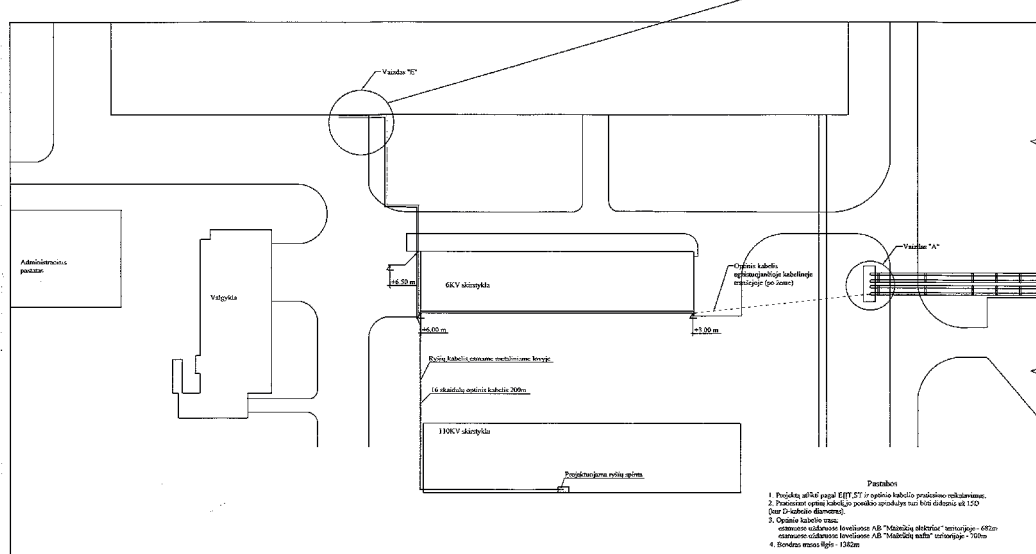 Vaizdas "E"
Administracinis
pastatas
Valgykla
+6.50 m
6KV skirstykla
Optinis kabelis
kabelinėje
(po žeme)
Vaizdas "A"
+6.00 m
+3.00 m
Ryšių kabelis esamame metaliniame lovyje
16 skaidulų optinis kabelis 200m
110KV skirstykla
Projektuojama ryšių spinta
Pastabos
1. Projektą atlikti pagal EĮĮT, ST ir optinio kabelio pratiesimo reikalavimus.
2. Pratiesiant optinį kabelį jo posūkio spindulys turi būti didesnis už 15D
(kur D-kabelio diametras).
3. Optinio kabelio trasa:
esamuose uždaruose loveliuose AB "Mažeikių elektrinė" teritorijoje - 682m
esamuose uždaruose loveliuose AB "Mažeikių nafta" teritorijoje - 700m
4. Bendras trasos ilgis - 1382m